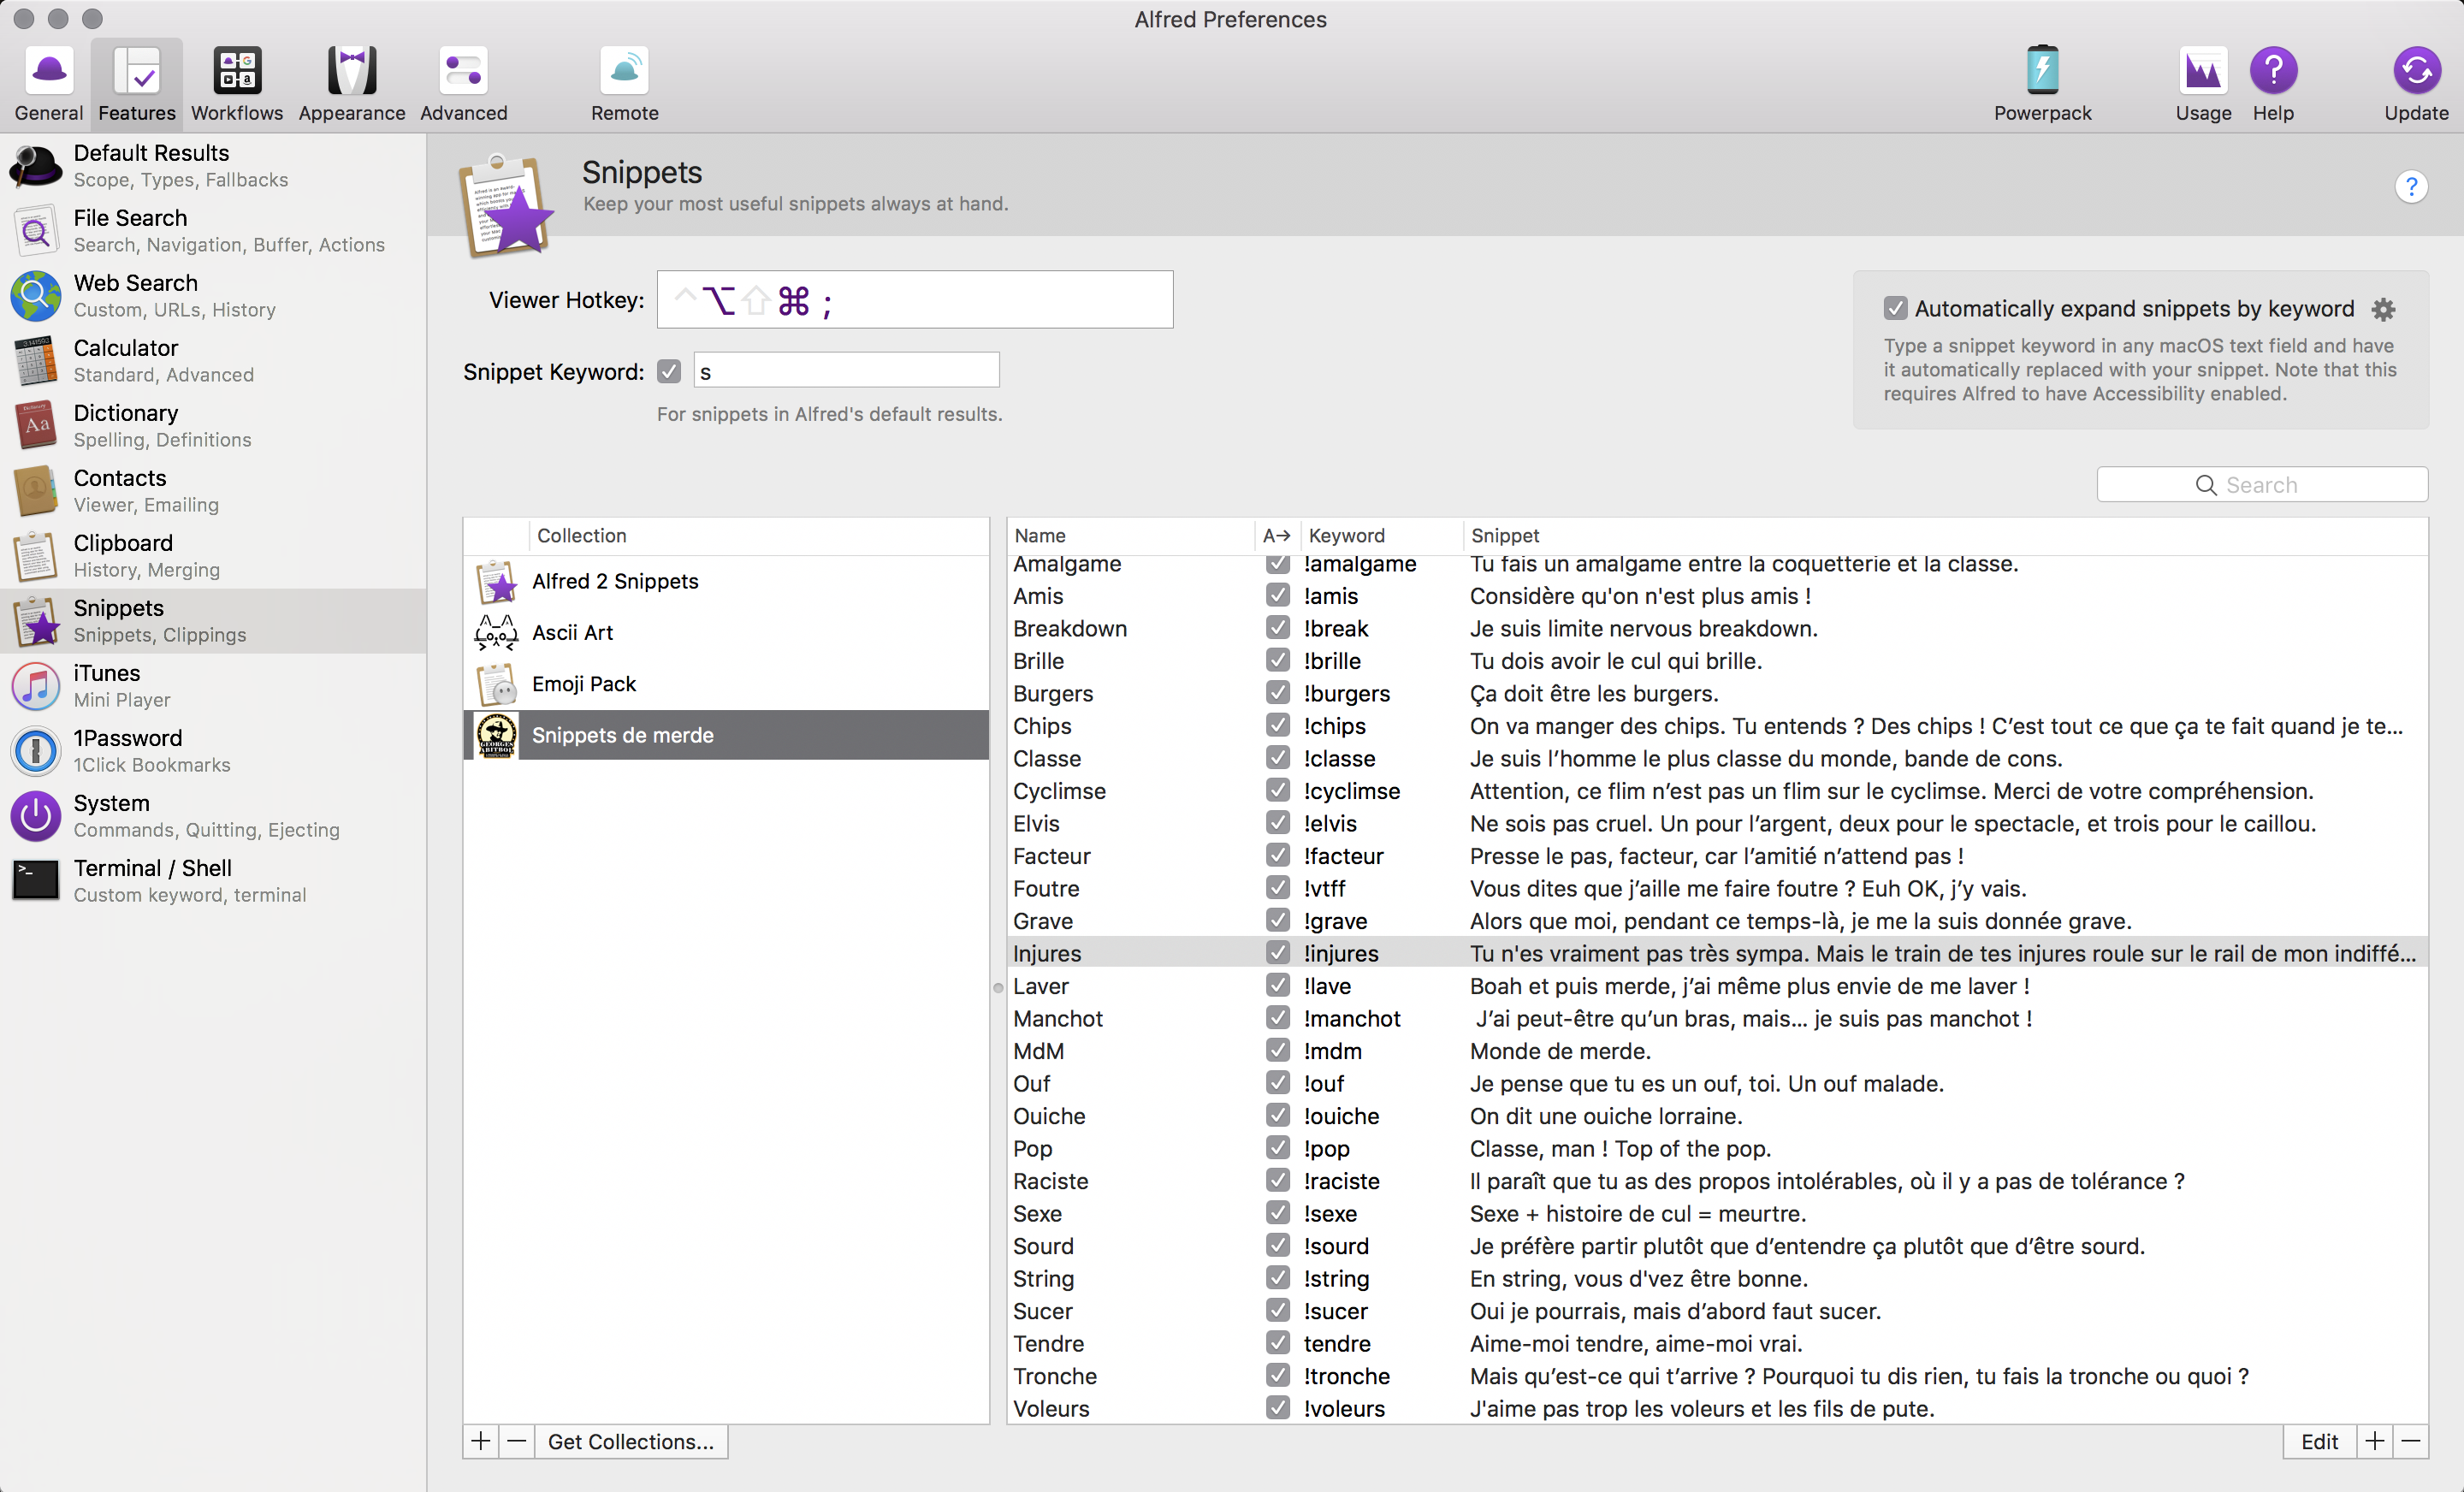 Alfred Preferences
General
Features
Workflows
Appearance
Advanced
Remote
Powerpack
Usage
Help
Update
Default Results
Scope, Types, Fallbacks
File Search
Search, Navigation, Buffer, Actions
Web Search
Custom, URLs, History
Calculator
Standard, Advanced
Dictionary
Spelling, Definitions
Contacts
Viewer, Emailing
Clipboard
History, Merging
Snippets
Snippets, Clippings
iTunes
Mini Player
1Password
1Click Bookmarks
System
Commands, Quitting, Ejecting
Terminal / Shell
Custom keyword, terminal
Snippets
Keep your most useful snippets always at hand.
?
Viewer Hotkey: ^⌥⇧⌘ ;
Snippet Keyword: s
For snippets in Alfred's default results.
Automatically expand snippets by keyword
Type a snippet keyword in any macOS text field and have
it automatically replaced with your snippet. Note that this
requires Alfred to have Accessibility enabled.
Search
Collection
Alfred 2 Snippets
Ascii Art
Emoji Pack
Snippets de merde
Name A→ Keyword Snippet
Amalgame !amalgame Tu fais un amalgame entre la coquetterie et la classe.
Amis !amis Considère qu'on n'est plus amis !
Breakdown !break Je suis limite nervous breakdown.
Brille !brille Tu dois avoir le cul qui brille.
Burgers !burgers Ça doit être les burgers.
Chips !chips On va manger des chips. Tu entends ? Des chips ! C’est tout ce que ça te fait quand je te...
Classe !classe Je suis l’homme le plus classe du monde, bande de cons.
Cyclimse !cyclimse Attention, ce flim n’est pas un flim sur le cyclimse. Merci de votre compréhension.
Elvis !elvis Ne sois pas cruel. Un pour l’argent, deux pour le spectacle, et trois pour le caillou.
Facteur !facteur Presse le pas, facteur, car l’amitié n’attend pas !
Foutre !vtff Vous dites que j’aille me faire foutre ? Euh OK, j’y vais.
Grave !grave Alors que moi, pendant ce temps-là, je me la suis donnée grave.
Injures !injures Tu n'es vraiment pas très sympa. Mais le train de tes injures roule sur le rail de mon indiffé...
Laver !lave Boah et puis merde, j’ai même plus envie de me laver !
Manchot !manchot J’ai peut-être qu’un bras, mais... je suis pas manchot !
MdM !mdm Monde de merde.
Ouf !ouf Je pense que tu es un ouf, toi. Un ouf malade.
Ouiche !ouiche On dit une ouiche lorraine.
Pop !pop Classe, man ! Top of the pop.
Raciste !raciste Il paraît que tu as des propos intolérables, où il y a pas de tolérance ?
Sexe !sexe Sexe + histoire de cul = meurtre.
Sourd !sourd Je préfère partir plutôt que d’entendre ça plutôt que d’être sourd.
String !string En string, vous d'vez être bonne.
Sucer !sucer Oui je pourrais, mais d’abord faut sucer.
Tendre tendre Aime-moi tendre, aime-moi vrai.
Tronche !tronche Mais qu’est-ce qui t’arrive ? Pourquoi tu dis rien, tu fais la tronche ou quoi ?
Voleurs !voleurs J'aime pas trop les voleurs et les fils de pute.
+ − Get Collections...
Edit + −